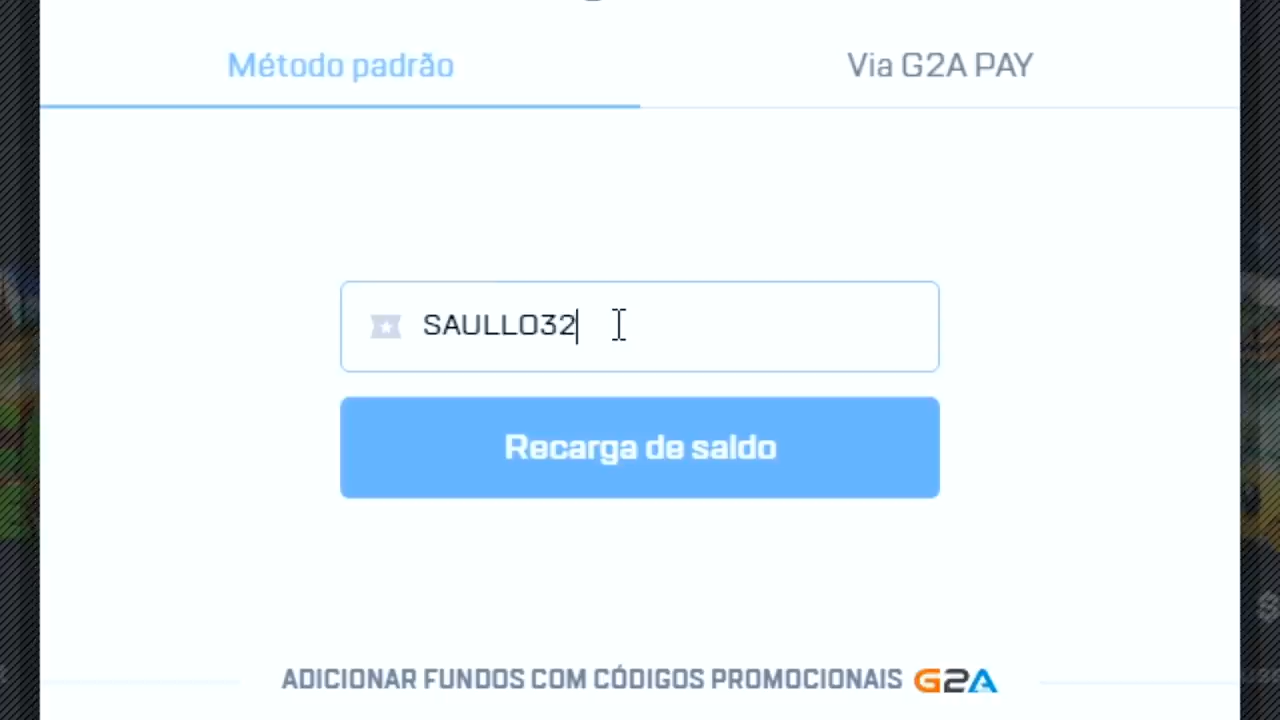 Método padrão
Via G2A PAY
SAULLO32
Recarga de saldo
ADICIONAR FUNDOS COM CÓDIGOS PROMOCIONAIS G2A